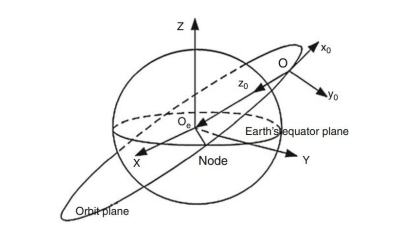 Z
x₀
O
z₀
y₀
Oₑ
Earth's equator plane
X
Node
Y
Orbit plane